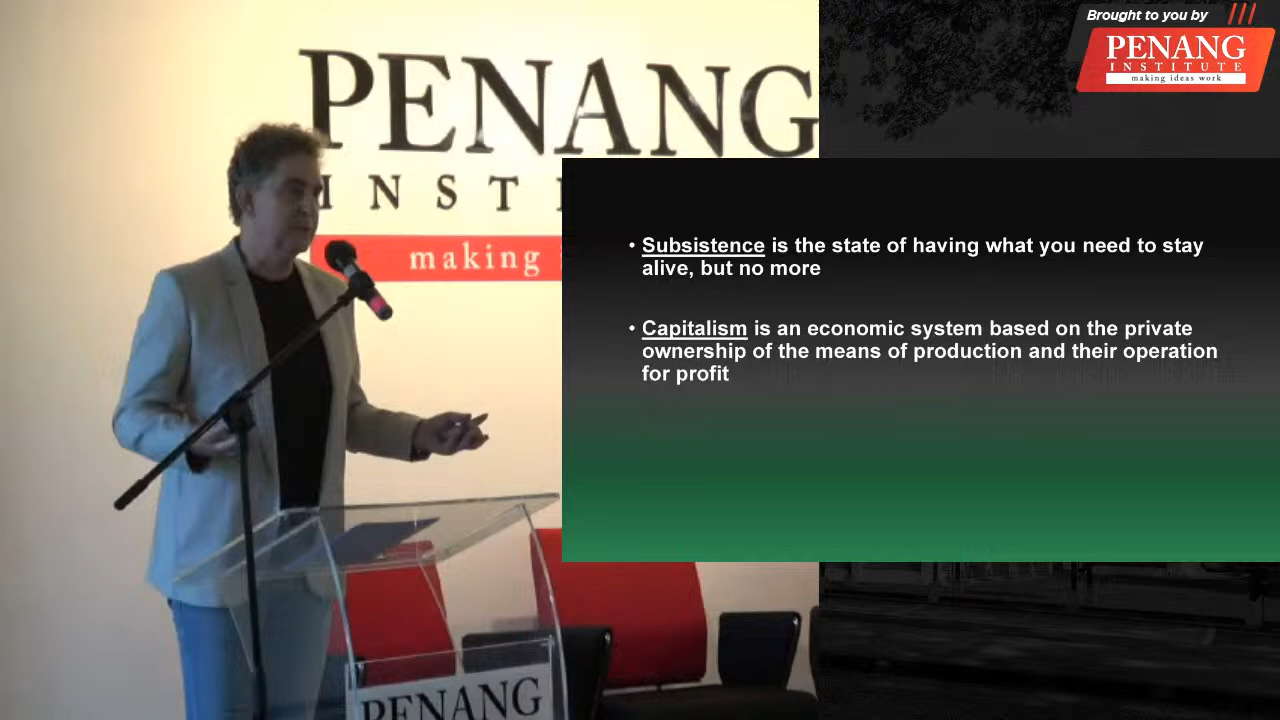 Brought to you by
PENANG
INSTITUTE
making ideas work
PENANG
INSTI
making
• Subsistence is the state of having what you need to stay
alive, but no more
• Capitalism is an economic system based on the private
ownership of the means of production and their operation
for profit
PENANG